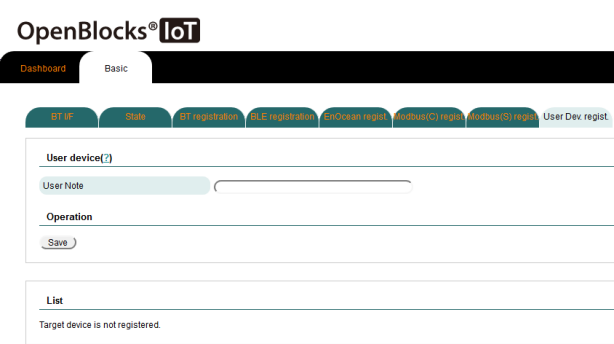 OpenBlocks® IoT
Dashboard Basic
BT I/F State BT registration BLE registration EnOcean regist. Modbus(C) regist. Modbus(S) regist. User Dev. regist.
User device(?)
User Note
Operation
Save
List
Target device is not registered.